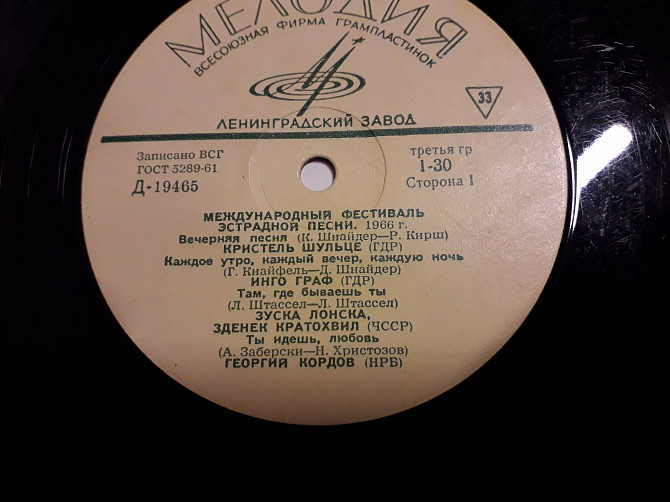 МЕЛОДИЯ
ВСЕСОЮЗНАЯ ФИРМА ГРАМПЛАСТИНОК
33
ЛЕНИНГРАДСКИЙ ЗАВОД
Записано ВСГ
ГОСТ 5289-61
Д-19465
третья гр
1-30
Сторона 1
МЕЖДУНАРОДНЫЙ ФЕСТИВАЛЬ
ЭСТРАДНОЙ ПЕСНИ. 1966 г.
Вечерняя песня (К. Шнайдер—Р. Кирш)
КРИСТЕЛЬ ШУЛЬЦЕ (ГДР)
Каждое утро, каждый вечер, каждую ночь
(Г. Кнайфель—Д. Шнайдер)
ИНГО ГРАФ (ГДР)
Там, где бываешь ты
(Л. Штассел—Л. Штассел)
ЗУСКА ЛОНСКА,
ЗДЕНЕК КРАТОХВИЛ (ЧССР)
Ты идешь, любовь
(А. Заберски—Н. Христозов)
ГЕОРГИЙ КОРДОВ (НРБ)